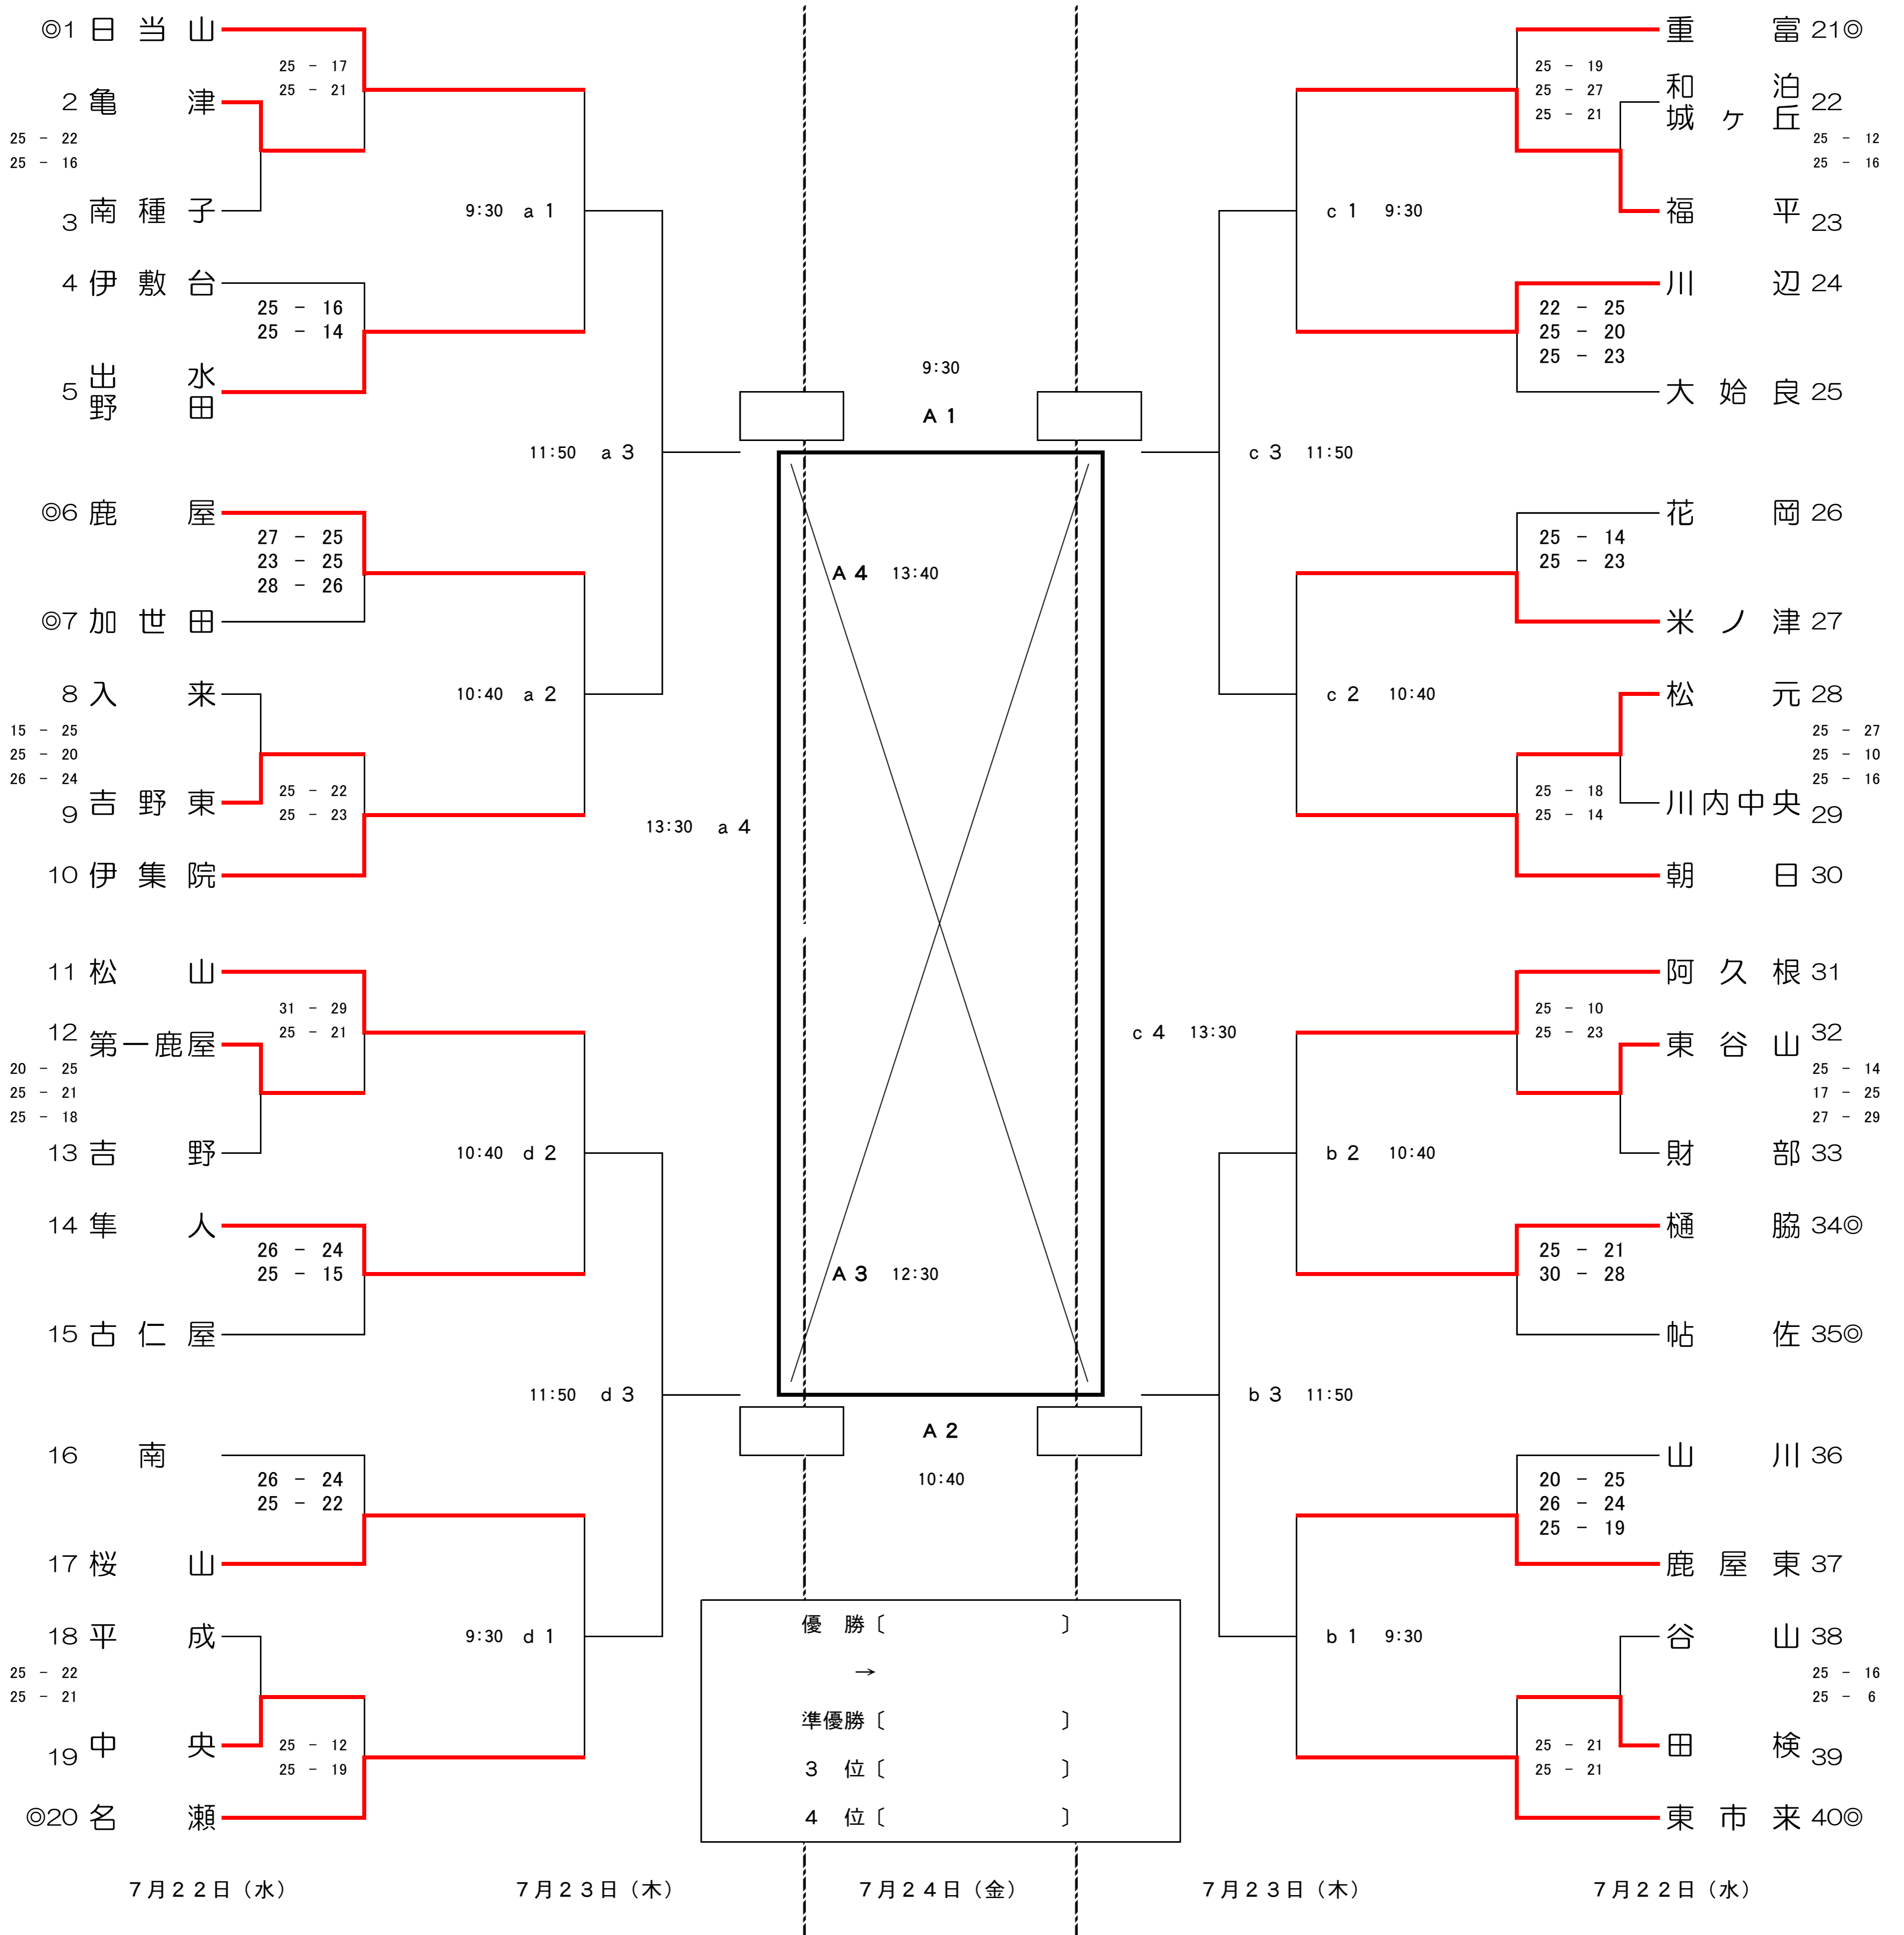 ◎1 日当山
25 - 17
25 - 21
2 亀津
25 - 22
25 - 16
3 南種子
9:30 a 1
4 伊敷台
25 - 16
25 - 14
5 出水
野田
11:50 a 3
◎6 鹿屋
27 - 25
23 - 25
28 - 26
◎7 加世田
8 入来
10:40 a 2
15 - 25
25 - 20
26 - 24
9 吉野東
25 - 22
25 - 23
13:30 a 4
10 伊集院
11 松山
31 - 29
25 - 21
12 第一鹿屋
20 - 25
25 - 21
25 - 18
13 吉野
10:40 d 2
14 隼人
26 - 24
25 - 15
15 古仁屋
11:50 d 3
16 南
26 - 24
25 - 22
17 桜山
18 平成
9:30 d 1
25 - 22
25 - 21
19 中央
25 - 12
25 - 19
◎20 名瀬
9:30
A 1
A 4 13:40
A 3 12:30
A 2
10:40
優 勝〔 〕
→
準優勝〔 〕
3 位〔 〕
4 位〔 〕
重富 21◎
25 - 19
25 - 27
25 - 21
和泊
城ヶ丘 22
25 - 12
25 - 16
福平 23
c 1 9:30
川辺 24
22 - 25
25 - 20
25 - 23
大姶良 25
c 3 11:50
花岡 26
25 - 14
25 - 23
米ノ津 27
c 2 10:40
松元 28
25 - 27
25 - 10
25 - 16
25 - 18
25 - 14
川内中央 29
朝日 30
阿久根 31
25 - 10
25 - 23
c 4 13:30
東谷山 32
25 - 14
17 - 25
27 - 29
b 2 10:40
財部 33
樋脇 34◎
25 - 21
30 - 28
帖佐 35◎
b 3 11:50
山川 36
20 - 25
26 - 24
25 - 19
鹿屋東 37
b 1 9:30
谷山 38
25 - 16
25 - 6
田検 39
25 - 21
25 - 21
東市来 40◎
7月22日（水） 7月23日（木） 7月24日（金） 7月23日（木） 7月22日（水）